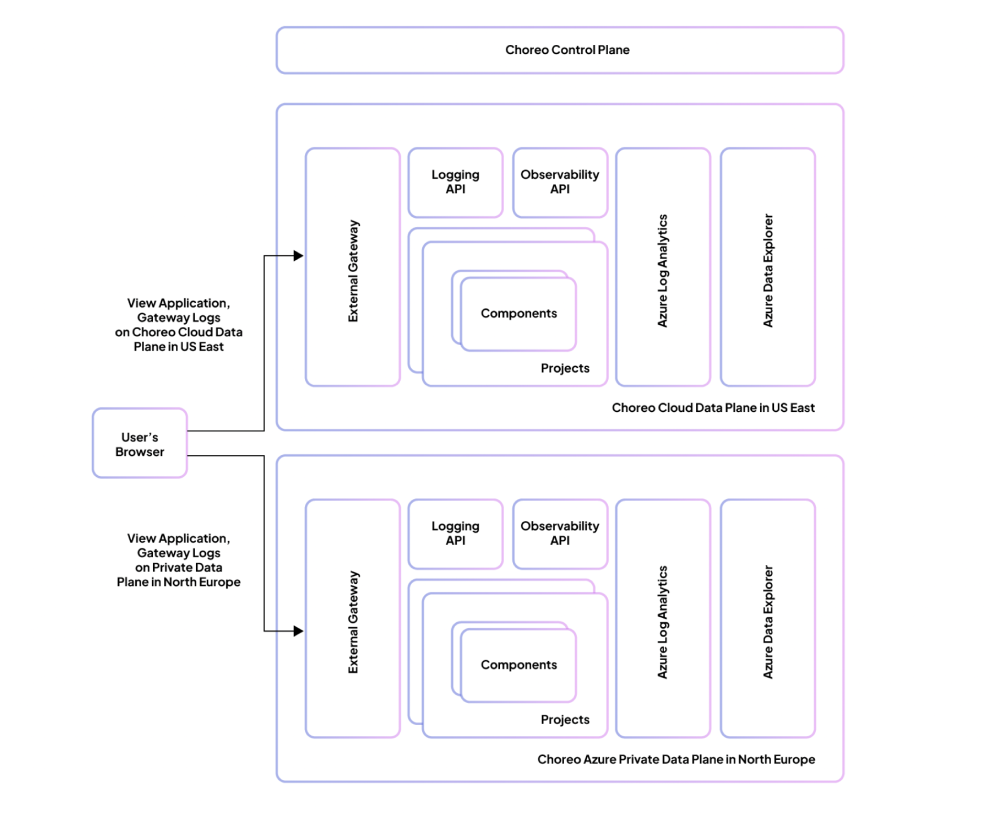 Choreo Control Plane
Logging
API
Observability
API
External Gateway
Azure Log Analytics
Azure Data Explorer
Components
Projects
Choreo Cloud Data Plane in US East
View Application,
Gateway Logs
on Choreo Cloud Data
Plane in US East
User’s
Browser
View Application,
Gateway Logs
on Private Data
Plane in North Europe
Logging
API
Observability
API
External Gateway
Azure Log Analytics
Azure Data Explorer
Components
Projects
Choreo Azure Private Data Plane in North Europe